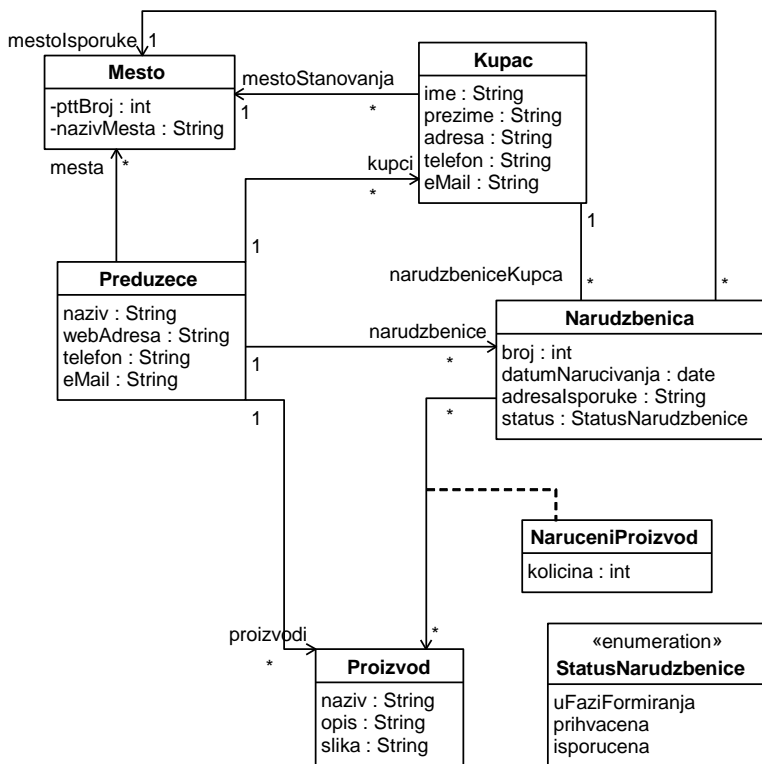 mestoIsporuke 1
Mesto
-pttBroj : int
-nazivMesta : String
mestoStanovanja
1
*
Kupac
ime : String
prezime : String
adresa : String
telefon : String
eMail : String
mesta *
kupci
*
1
1
narudzbeniceKupca
*
*
Preduzece
naziv : String
webAdresa : String
telefon : String
eMail : String
narudzbenice
1
*
Narudzbenica
broj : int
datumNarucivanja : date
adresaIsporuke : String
status : StatusNarudzbenice
1
*
NaruceniProizvod
kolicina : int
proizvodi
*
*
Proizvod
naziv : String
opis : String
slika : String
«enumeration»
StatusNarudzbenice
uFaziFormiranja
prihvacena
isporucena